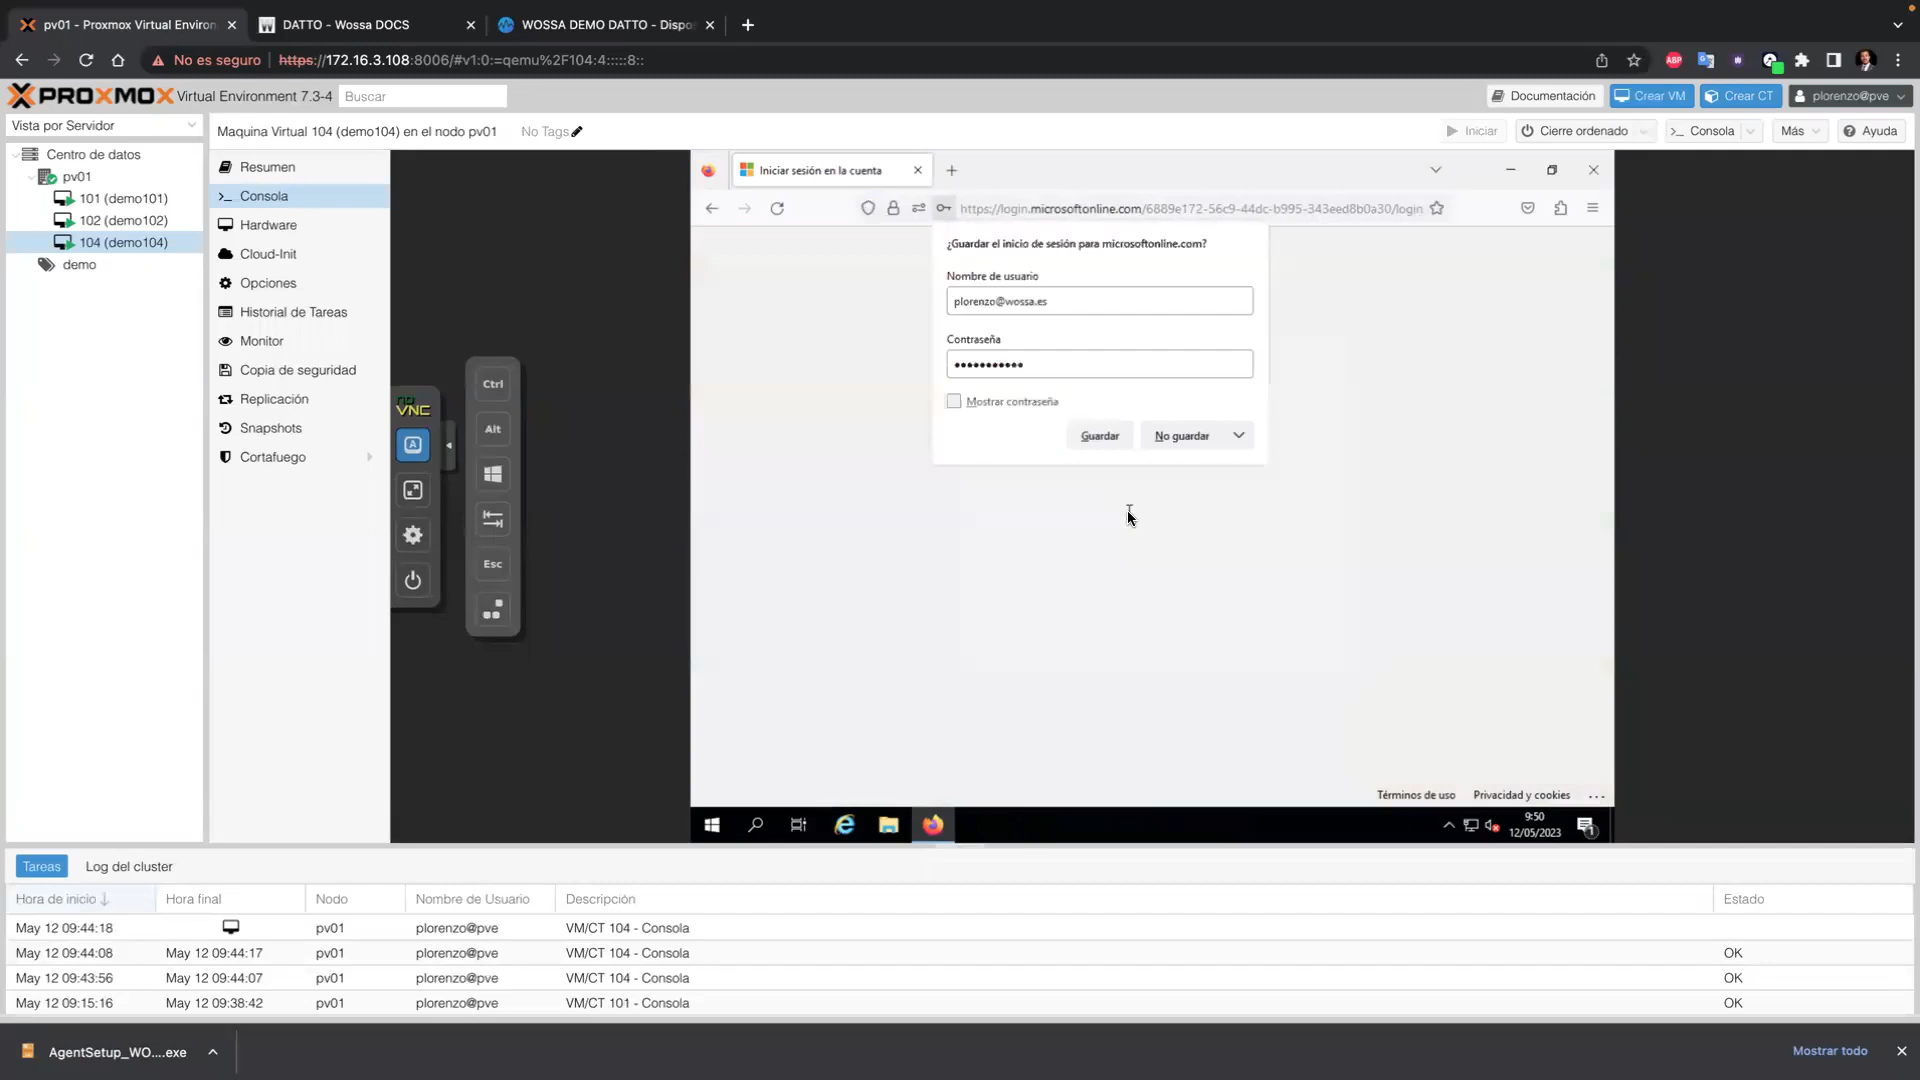 pv01 - Proxmox Virtual Environ
DATTO - Wossa DOCS
WOSSA DEMO DATTO - Dispo
No es seguro
https://172.16.3.108:8006/#v1:0:=qemu%2F104:4:::::8::
ABP
PROXMOX Virtual Environment 7.3-4
Buscar
Documentación
Crear VM
Crear CT
plorenzo@pve
Vista por Servidor
Maquina Virtual 104 (demo104) en el nodo pv01
No Tags
Iniciar
Cierre ordenado
Consola
Más
Ayuda
Centro de datos
pv01
101 (demo101)
102 (demo102)
104 (demo104)
demo
Resumen
Consola
Hardware
Cloud-Init
Opciones
Historial de Tareas
Monitor
Copia de seguridad
Replicación
Snapshots
Cortafuego
no
VNC
A
Ctrl
Alt
Esc
Iniciar sesión en la cuenta
https://login.microsoftonline.com/6889e172-56c9-44dc-b995-343eed8b0a30/login
¿Guardar el inicio de sesión para microsoftonline.com?
Nombre de usuario
plorenzo@wossa.es
Contraseña
•••••••••••
Mostrar contraseña
Guardar
No guardar
Términos de uso
Privacidad y cookies
...
9:50
12/05/2023
1
Tareas
Log del cluster
Hora de inicio
Hora final
Nodo
Nombre de Usuario
Descripción
Estado
May 12 09:44:18
pv01
plorenzo@pve
VM/CT 104 - Consola
May 12 09:44:08
May 12 09:44:17
pv01
plorenzo@pve
VM/CT 104 - Consola
OK
May 12 09:43:56
May 12 09:44:07
pv01
plorenzo@pve
VM/CT 104 - Consola
OK
May 12 09:15:16
May 12 09:38:42
pv01
plorenzo@pve
VM/CT 101 - Consola
OK
AgentSetup_WO....exe
Mostrar todo